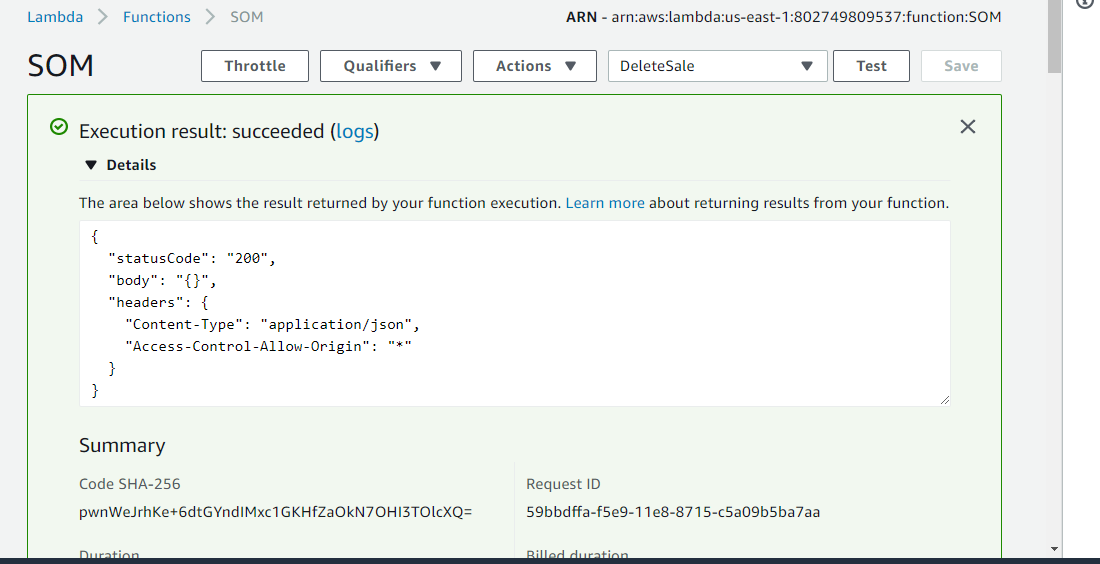 Lambda > Functions > SOM ARN - arn:aws:lambda:us-east-1:802749809537:function:SOM
SOM Throttle Qualifiers Actions DeleteSale Test Save
Execution result: succeeded (logs)
Details
The area below shows the result returned by your function execution. Learn more about returning results from your function.
{
  "statusCode": "200",
  "body": "{}",
  "headers": {
    "Content-Type": "application/json",
    "Access-Control-Allow-Origin": "*"
  }
}
Summary
Code SHA-256 Request ID
pwnWeJrhKe+6dtGYndIMxc1GKHfZaOkN7OHI3TOlcXQ= 59bbdffa-f5e9-11e8-8715-c5a09b5ba7aa
Duration Billed duration